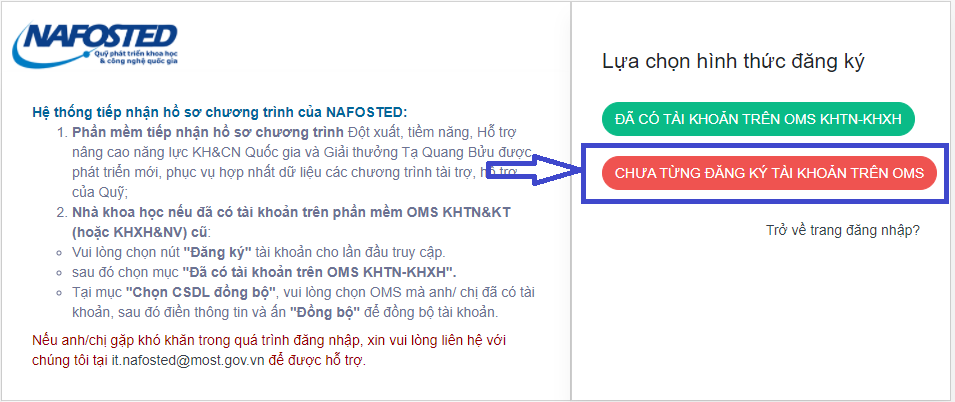 NAFOSTED
Quỹ phát triển khoa học
& công nghệ quốc gia
Hệ thống tiếp nhận hồ sơ chương trình của NAFOSTED:
1. Phần mềm tiếp nhận hồ sơ chương trình Đột xuất, tiềm năng, Hỗ trợ
nâng cao năng lực KH&CN Quốc gia và Giải thưởng Tạ Quang Bửu được
phát triển mới, phục vụ hợp nhất dữ liệu các chương trình tài trợ, hỗ trợ
của Quỹ;
2. Nhà khoa học nếu đã có tài khoản trên phần mềm OMS KHTN&KT
(hoặc KHXH&NV) cũ:
Vui lòng chọn nút "Đăng ký" tài khoản cho lần đầu truy cập.
sau đó chọn mục "Đã có tài khoản trên OMS KHTN-KHXH".
Tại mục "Chọn CSDL đồng bộ", vui lòng chọn OMS mà anh/ chị đã có tài
khoản, sau đó điền thông tin và ấn "Đồng bộ" để đồng bộ tài khoản.
Nếu anh/chị gặp khó khăn trong quá trình đăng nhập, xin vui lòng liên hệ với
chúng tôi tại it.nafosted@most.gov.vn để được hỗ trợ.
Lựa chọn hình thức đăng ký
ĐÃ CÓ TÀI KHOẢN TRÊN OMS KHTN-KHXH
CHƯA TỪNG ĐĂNG KÝ TÀI KHOẢN TRÊN OMS
Trở về trang đăng nhập?